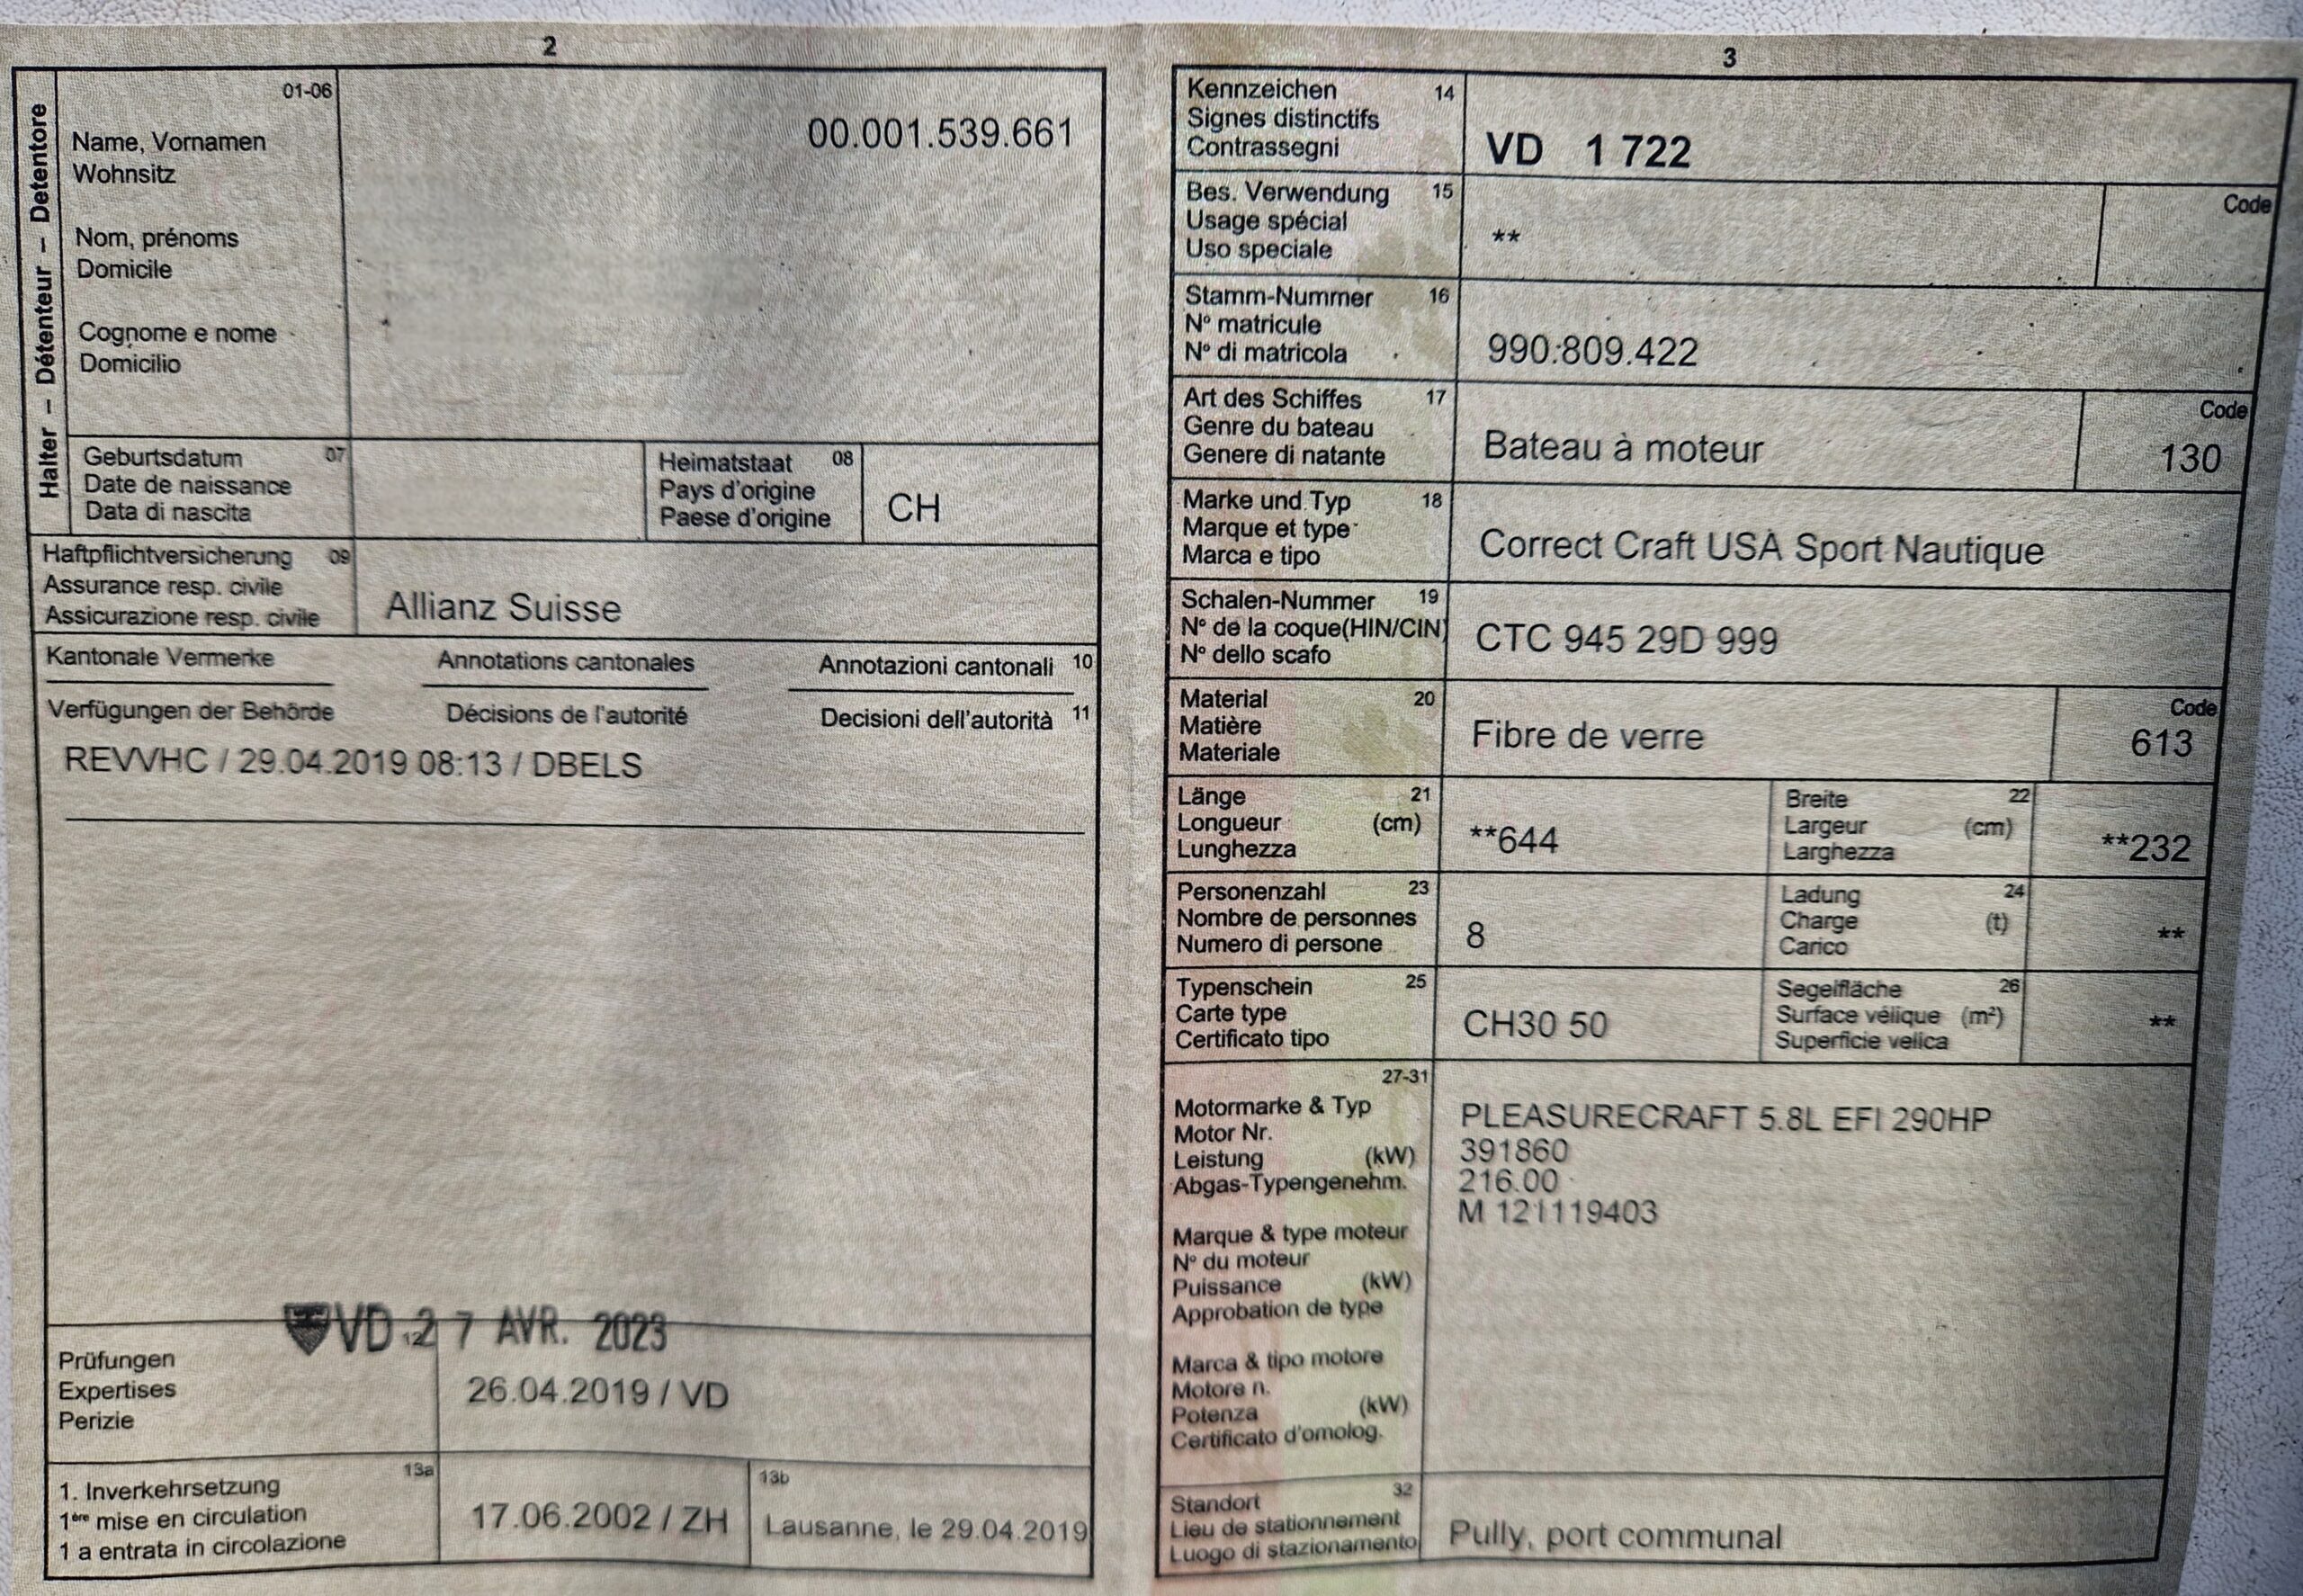 2
01-06
Halter – Détenteur – Detentore
Name, Vornamen
Wohnsitz
Nom, prénoms
Domicile
Cognome e nome
Domicilio
00.001.539.661
Geburtsdatum 07
Date de naissance
Data di nascita
Heimatstaat 08
Pays d'origine
Paese d'origine
CH
Haftpflichtversicherung 09
Assurance resp. civile
Assicurazione resp. civile
Allianz Suisse
Kantonale Vermerke Annotations cantonales Annotazioni cantonali 10
Verfügungen der Behörde Décisions de l'autorité Decisioni dell'autorità 11
REVVHC / 29.04.2019 08:13 / DBELS
VD 27 AVR. 2023
12
Prüfungen
Expertises
Perizie
26.04.2019 / VD
13a
1. Inverkehrsetzung
1ère mise en circulation
1 a entrata in circolazione
17.06.2002 / ZH
13b
Lausanne, le 29.04.2019
3
Kennzeichen 14
Signes distinctifs
Contrassegni
VD 1 722
Bes. Verwendung 15
Usage spécial
Uso speciale
**
Code
Stamm-Nummer 16
N° matricule
N° di matricola
990.809.422
Art des Schiffes 17
Genre du bateau
Genere di natante
Bateau à moteur
Code
130
Marke und Typ 18
Marque et type
Marca e tipo
Correct Craft USA Sport Nautique
Schalen-Nummer 19
N° de la coque(HIN/CIN)
N° dello scafo
CTC 945 29D 999
Material 20
Matière
Materiale
Fibre de verre
Code
613
Länge 21
Longueur (cm)
Lunghezza
**644
Breite 22
Largeur (cm)
Larghezza
**232
Personenzahl 23
Nombre de personnes
Numero di persone
8
Ladung 24
Charge (t)
Carico
**
Typenschein 25
Carte type
Certificato tipo
CH30 50
Segelfläche 26
Surface vélique (m²)
Superficie velica
**
27-31
Motormarke & Typ
Motor Nr.
Leistung (kW)
Abgas-Typengenehm.
Marque & type moteur
N° du moteur
Puissance (kW)
Approbation de type
Marca & tipo motore
Motore n.
Potenza (kW)
Certificato d'omolog.
PLEASURECRAFT 5.8L EFI 290HP
391860
216.00
M 121119403
Standort 32
Lieu de stationnement
Luogo di stazionamento
Pully, port communal